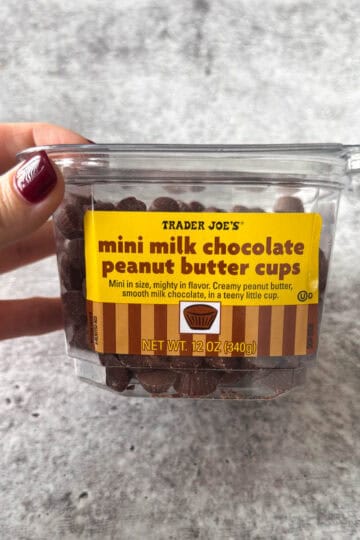 TRADER JOE'S®
mini milk chocolate
peanut butter cups
Mini in size, mighty in flavor. Creamy peanut butter,
smooth milk chocolate, in a teeny little cup.
U D
NET WT. 12 OZ (340g)